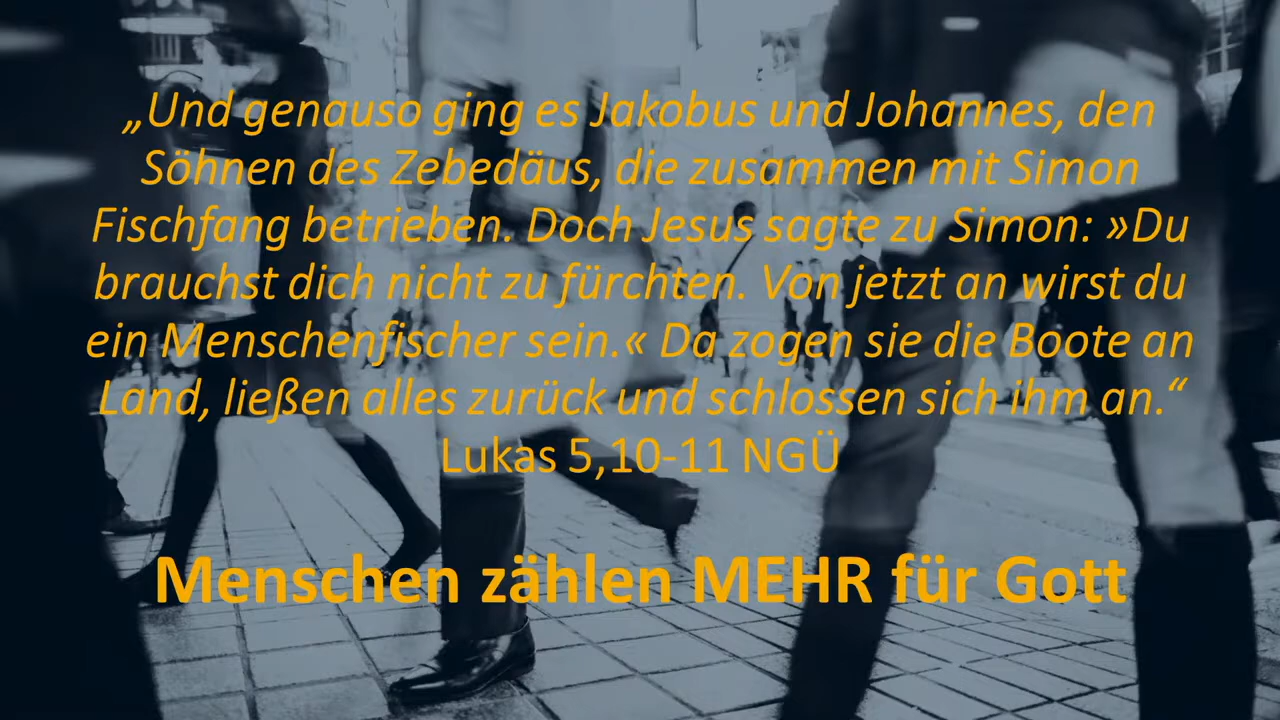 „Und genauso ging es Jakobus und Johannes, den
Söhnen des Zebedäus, die zusammen mit Simon
Fischfang betrieben. Doch Jesus sagte zu Simon: »Du
brauchst dich nicht zu fürchten. Von jetzt an wirst du
ein Menschenfischer sein.« Da zogen sie die Boote an
Land, ließen alles zurück und schlossen sich ihm an.“
Lukas 5,10-11 NGÜ
Menschen zählen MEHR für Gott